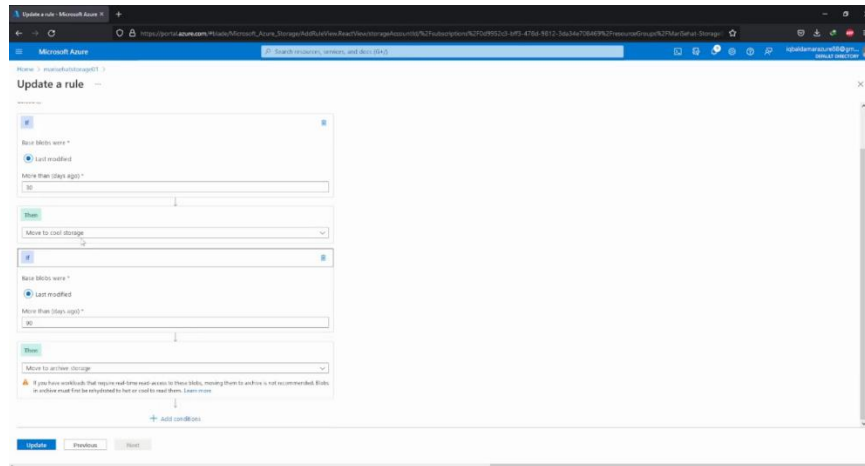 Update a rule - Microsoft Azure
Microsoft Azure
Search resources, services, and docs (G+/)
DEFAULT DIRECTORY
Home >
Update a rule
If
Base blobs were *
Last modified
More than (days ago) *
30
Then
Move to cool storage
If
Base blobs were *
Last modified
More than (days ago) *
90
Then
Move to archive storage
If you have workloads that require real-time read-access to these blobs, moving them to archive is not recommended. Blobs
in archive must first be rehydrated to hot or cool to read them. Learn more
Add conditions
Update Previous Next